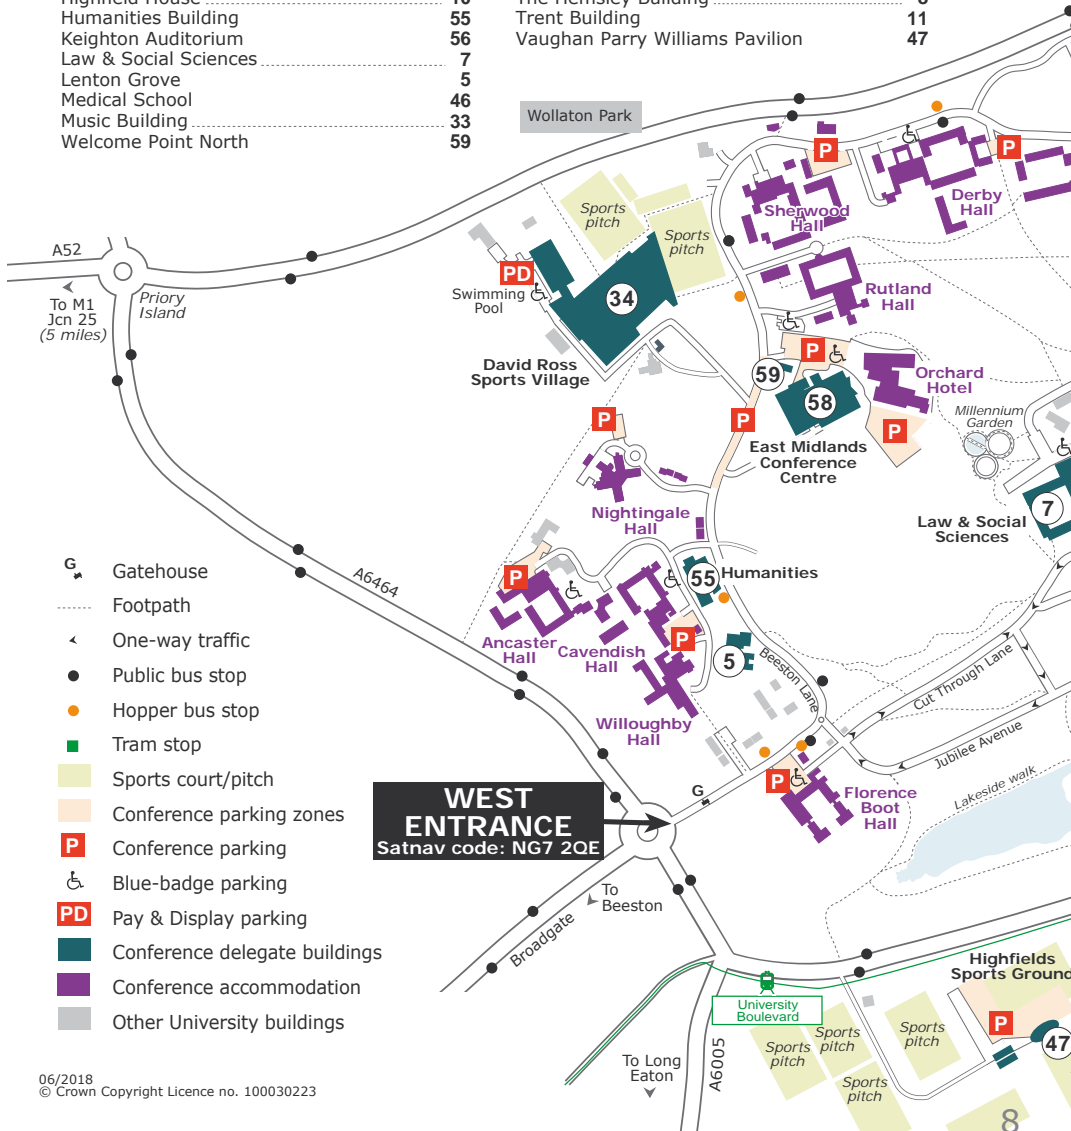 Highfield House 10
Humanities Building 55
Keighton Auditorium 56
Law & Social Sciences 7
Lenton Grove 5
Medical School 46
Music Building 33
Welcome Point North 59
The Hemsley Building 8
Trent Building 11
Vaughan Parry Williams Pavilion 47
Wollaton Park
P
P
Derby
Hall
Sherwood
Hall
Sports
pitch
Sports
pitch
A52
To M1
Jcn 25
(5 miles)
Priory
Island
PD
Swimming
Pool
34
Rutland
Hall
David Ross
Sports Village
P
59
58
Orchard
Hotel
P
P
P
Millennium
Garden
East Midlands
Conference
Centre
Nightingale
Hall
7
Law & Social
Sciences
A6464
P
55
Humanities
Ancaster
Hall
Cavendish
Hall
P
5
Beeston Lane
Willoughby
Hall
Cut Through Lane
Jubilee Avenue
Lakeside walk
G
P
Florence
Boot
Hall
WEST
ENTRANCE
Satnav code: NG7 2QE
To
Beeston
Broadgate
University
Boulevard
Highfields
Sports Ground
P
47
Sports
pitch
Sports
pitch
Sports
pitch
Sports
pitch
To Long
Eaton
A6005
G Gatehouse
Footpath
One-way traffic
Public bus stop
Hopper bus stop
Tram stop
Sports court/pitch
Conference parking zones
P Conference parking
Blue-badge parking
PD Pay & Display parking
Conference delegate buildings
Conference accommodation
Other University buildings
06/2018
© Crown Copyright Licence no. 100030223
8